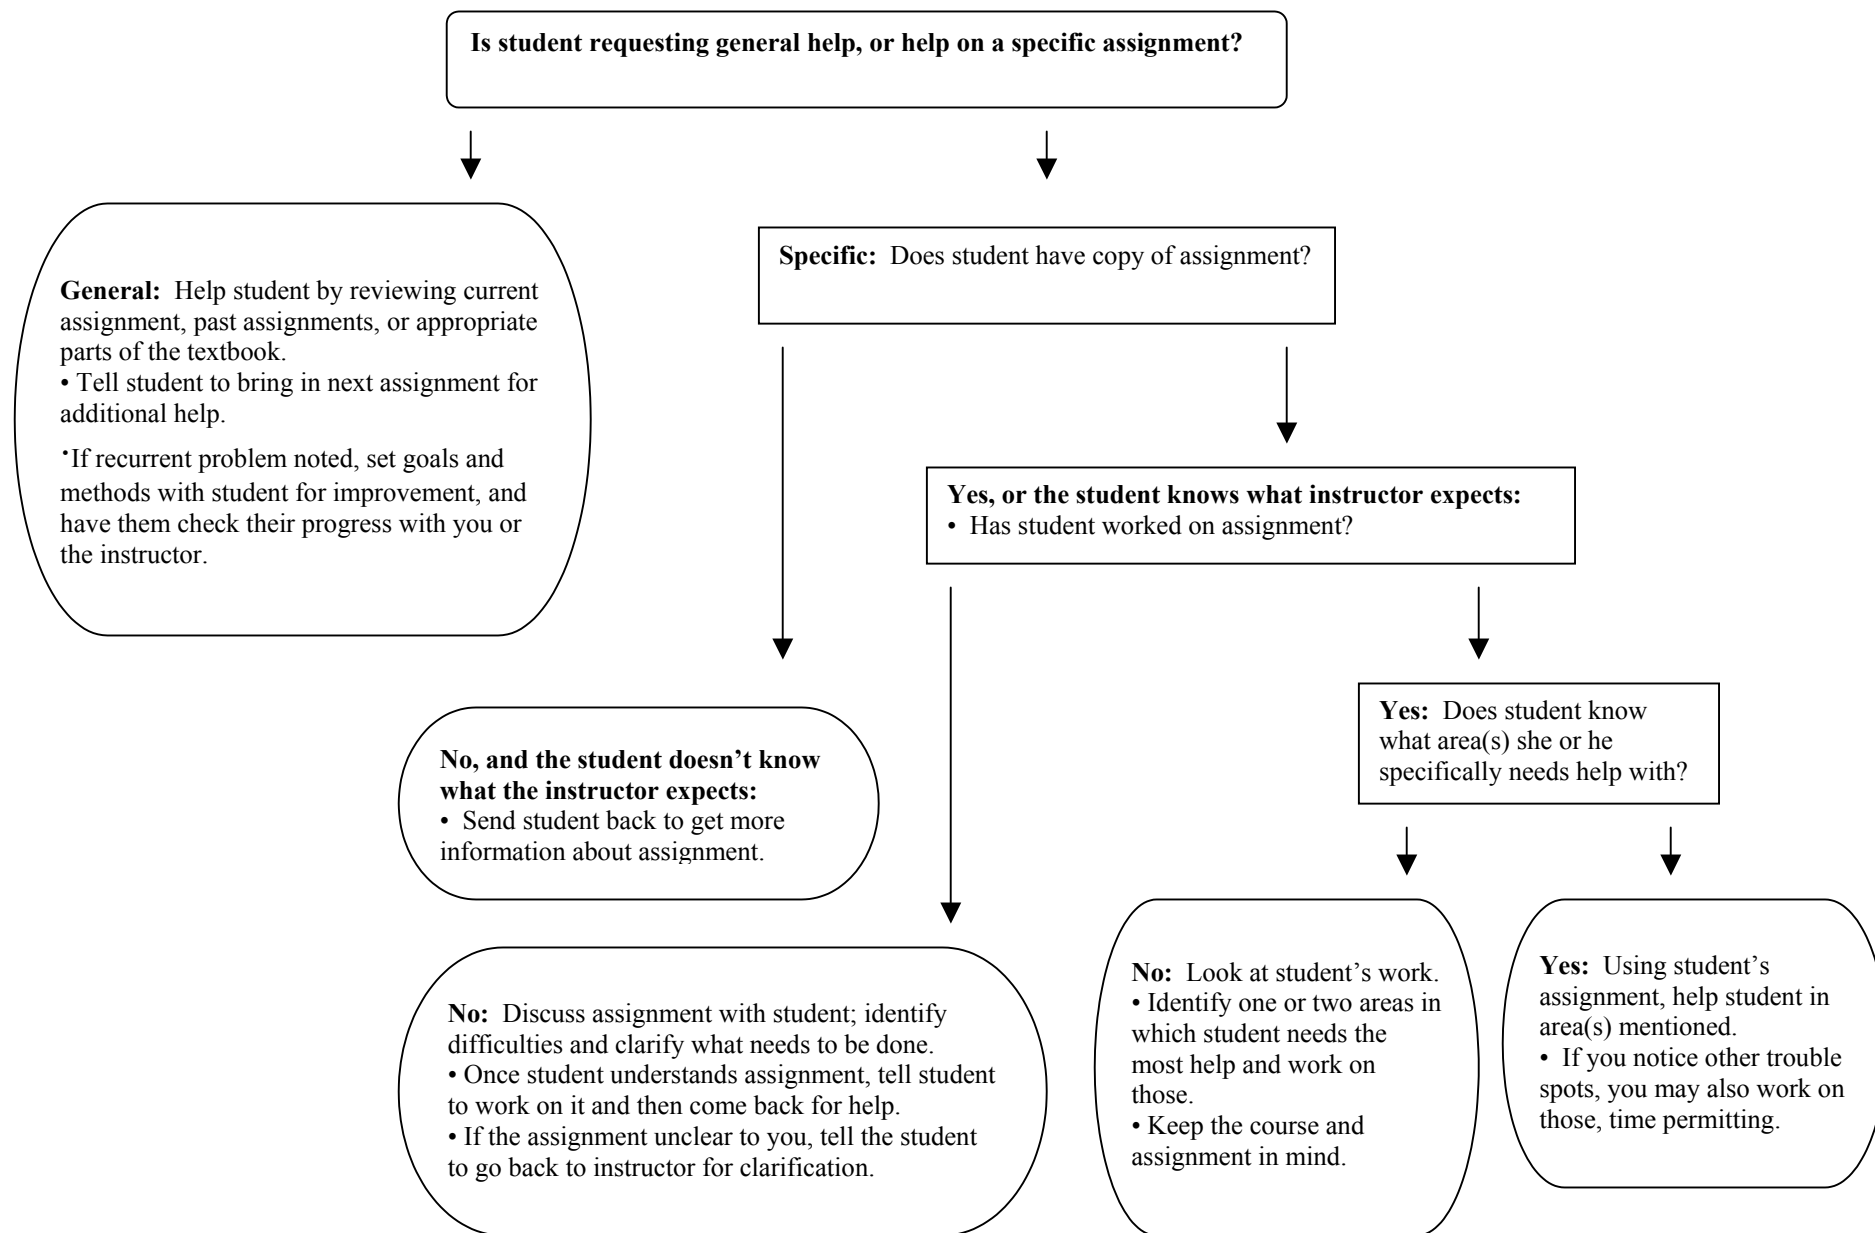 Is student requesting general help, or help on a specific assignment?
General:  Help student by reviewing current
assignment, past assignments, or appropriate
parts of the textbook.
• Tell student to bring in next assignment for
additional help.
•If recurrent problem noted, set goals and
methods with student for improvement, and
have them check their progress with you or
the instructor.
Specific:  Does student have copy of assignment?
Yes, or the student knows what instructor expects:
•  Has student worked on assignment?
No, and the student doesn’t know
what the instructor expects:
•  Send student back to get more
information about assignment.
Yes:  Does student know
what area(s) she or he
specifically needs help with?
No:  Discuss assignment with student; identify
difficulties and clarify what needs to be done.
• Once student understands assignment, tell student
to work on it and then come back for help.
• If the assignment unclear to you, tell the student
to go back to instructor for clarification.
No:  Look at student’s work.
• Identify one or two areas in
which student needs the
most help and work on
those.
• Keep the course and
assignment in mind.
Yes:  Using student’s
assignment, help student in
area(s) mentioned.
•  If you notice other trouble
spots, you may also work on
those, time permitting.